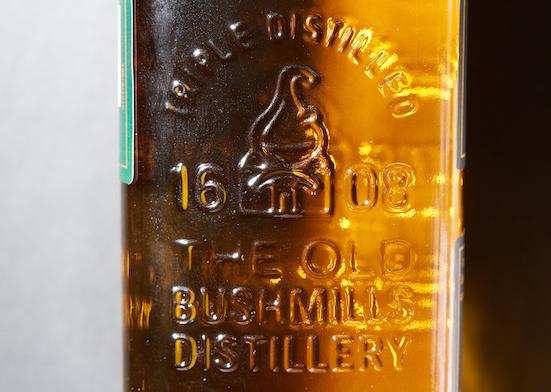 TRIPLE DISTILLED
16 08
THE OLD
BUSHMILLS
DISTILLERY